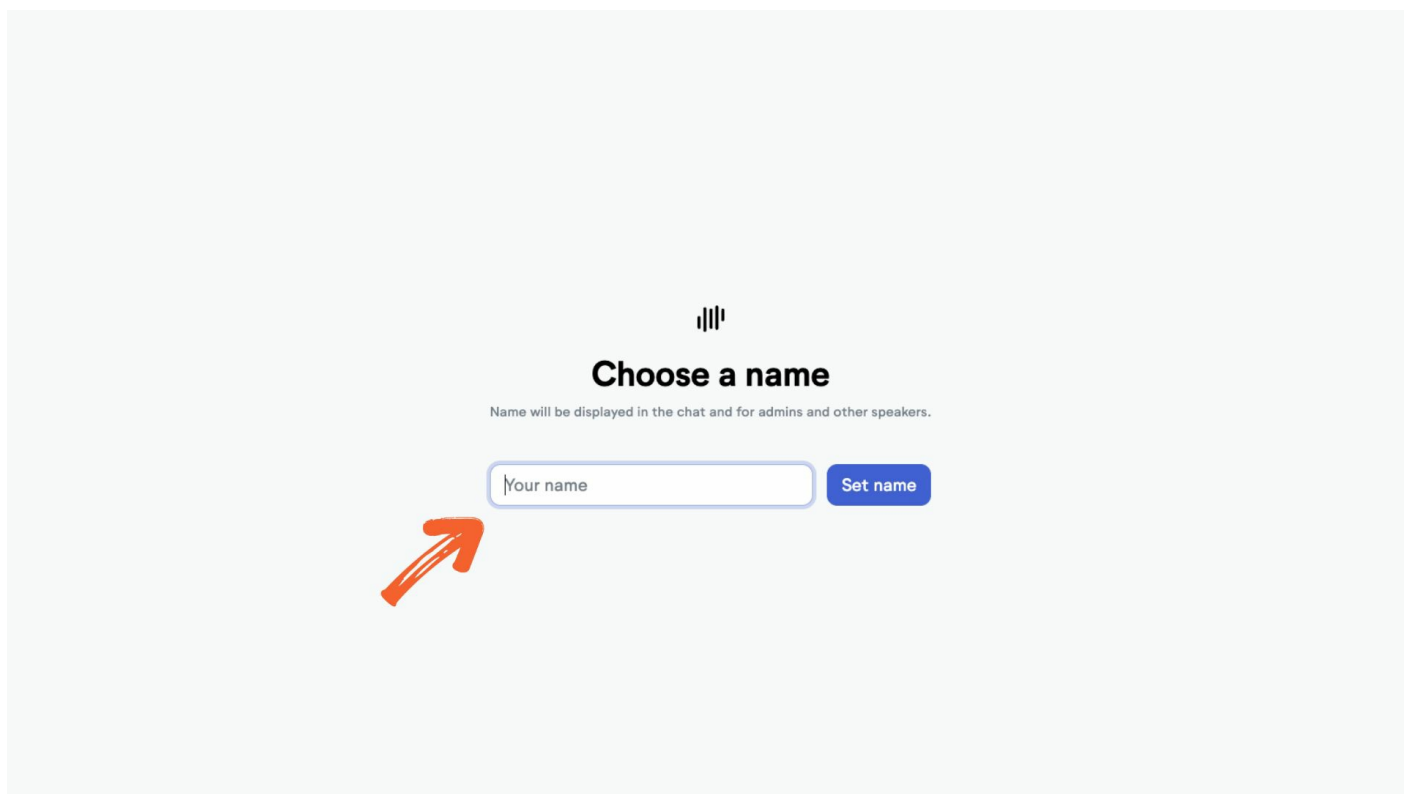 Choose a name
Name will be displayed in the chat and for admins and other speakers.
Your name
Set name